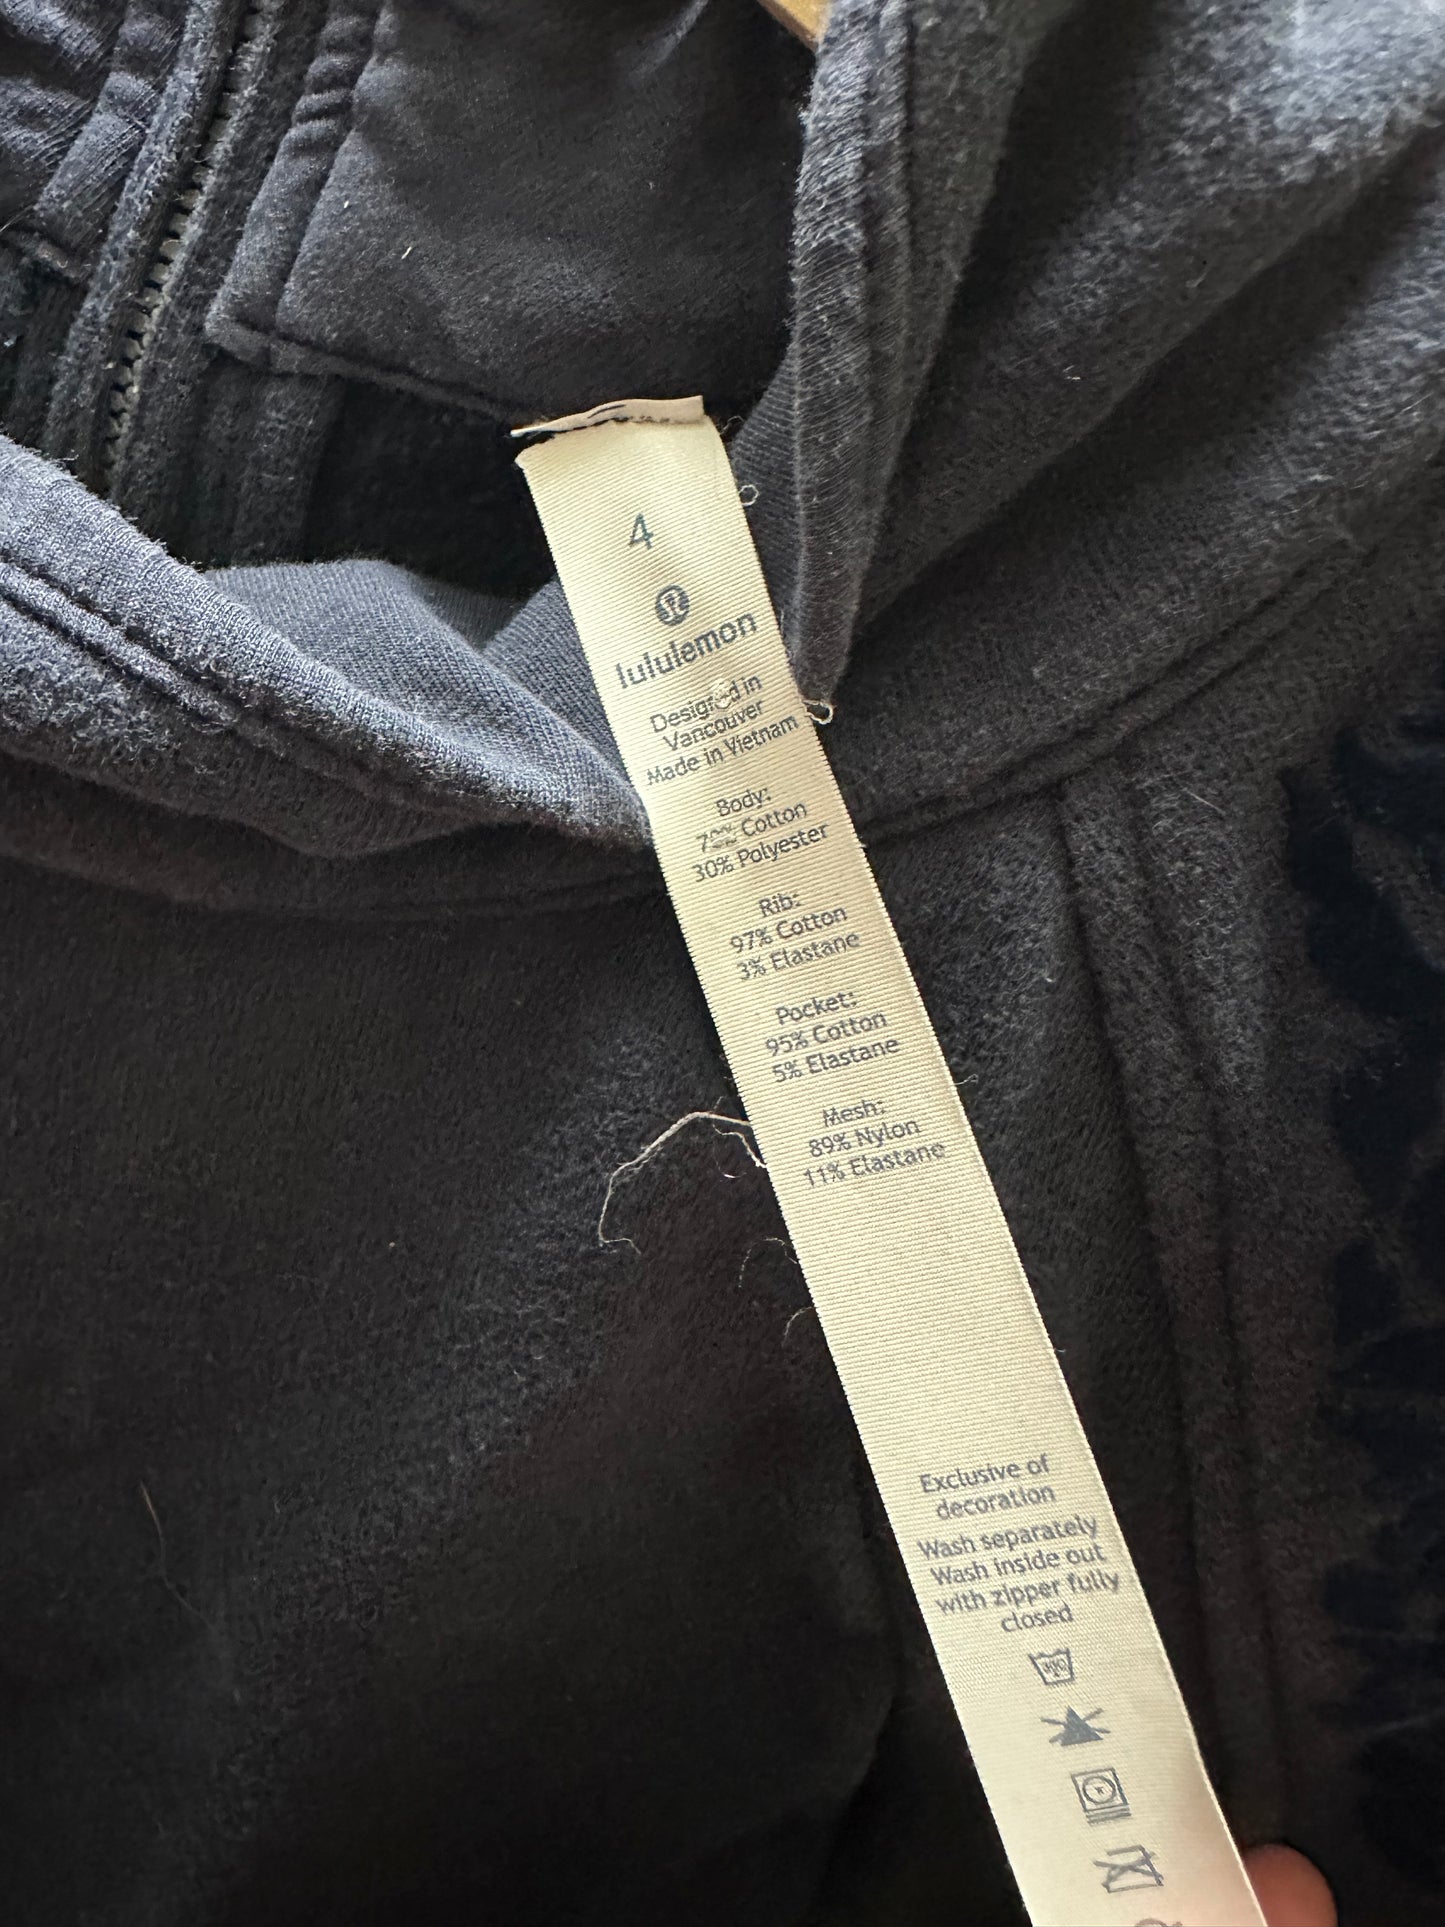 4
lululemon
Designed in
Vancouver
Made in Vietnam
Body:
70% Cotton
30% Polyester
Rib:
97% Cotton
3% Elastane
Pocket:
95% Cotton
5% Elastane
Mesh:
89% Nylon
11% Elastane
Exclusive of
decoration
Wash separately
Wash inside out
with zipper fully
closed